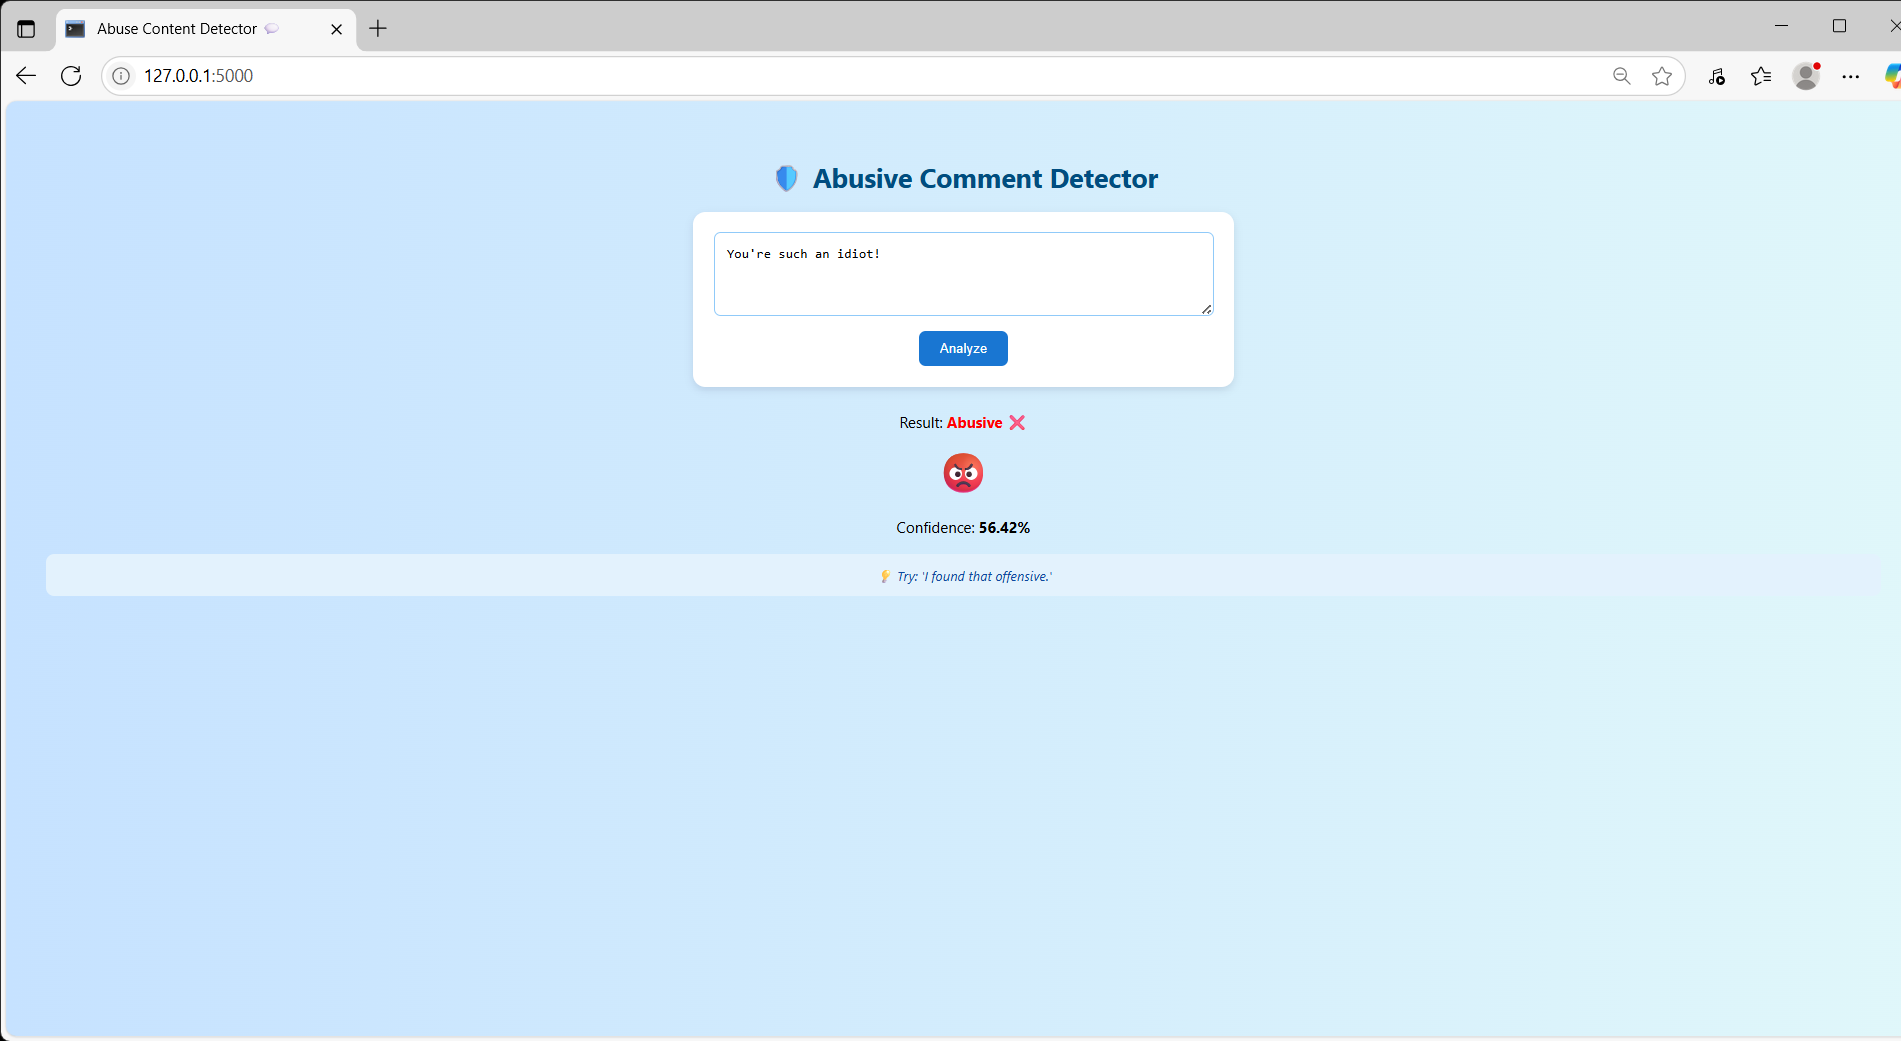 Abuse Content Detector
127.0.0.1:5000
Abusive Comment Detector
You're such an idiot!
Analyze
Result: Abusive ❌
Confidence: 56.42%
⚡ Try: 'I found that offensive.'